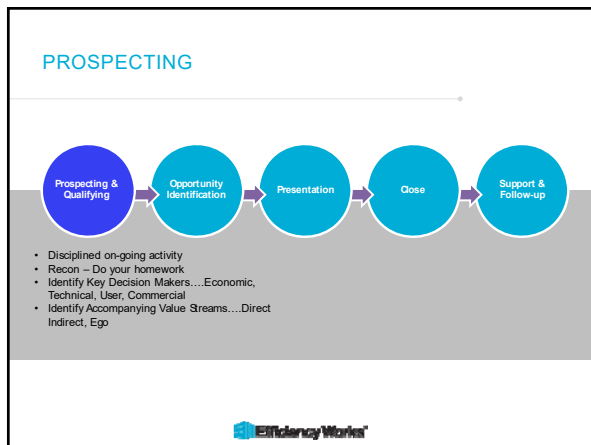 PROSPECTING
Prospecting &
Qualifying
Opportunity
Identification
Presentation
Close
Support &
Follow-up
• Disciplined on-going activity
• Recon – Do your homework
• Identify Key Decision Makers....Economic,
Technical, User, Commercial
• Identify Accompanying Value Streams....Direct
Indirect, Ego
Efficiency Works™